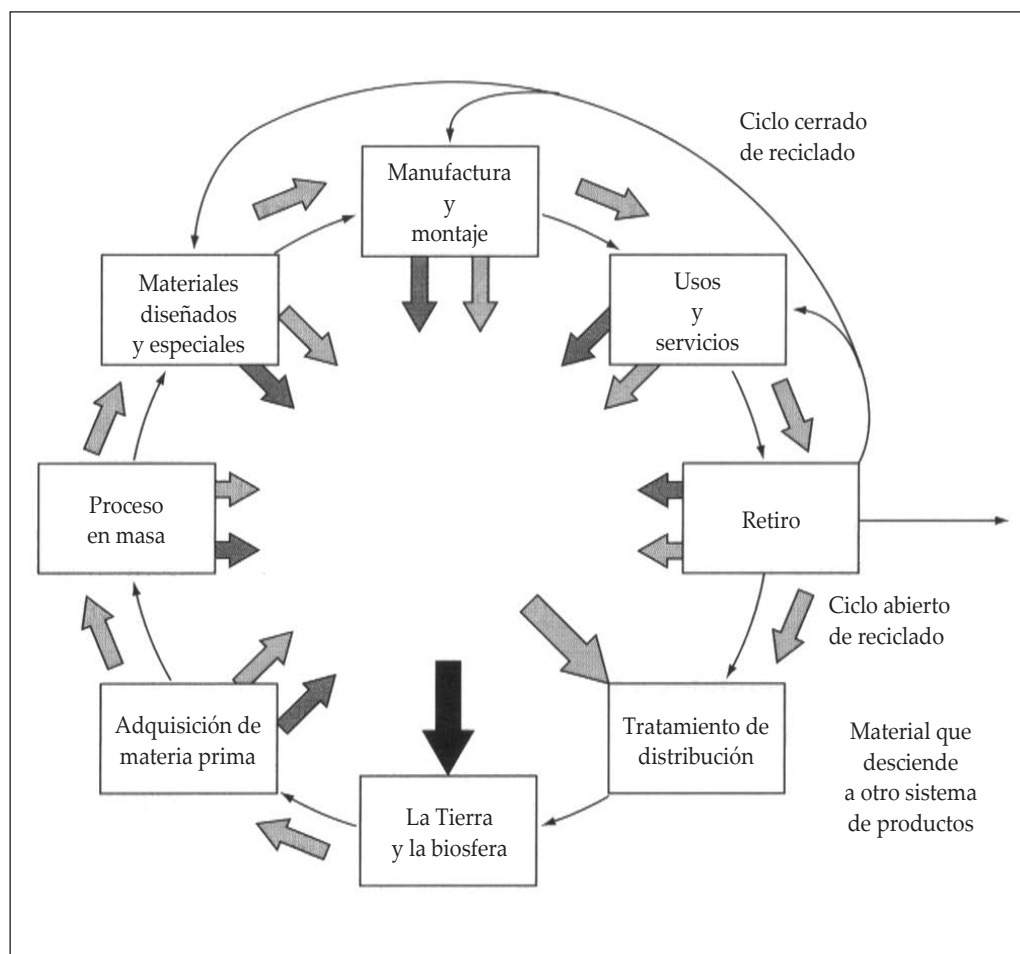 Ciclo cerrado
de reciclado
Manufactura
y
montaje
Materiales
diseñados
y especiales
Usos
y
servicios
Proceso
en masa
Retiro
Ciclo abierto
de reciclado
Adquisición de
materia prima
Tratamiento de
distribución
Material que
desciende
a otro sistema
de productos
La Tierra
y la biosfera